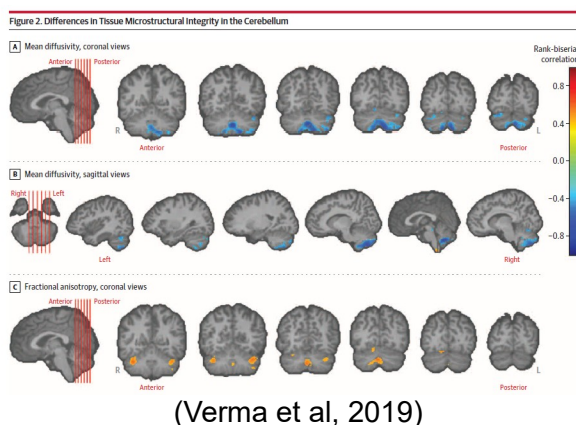 Figure 2. Differences in Tissue Microstructural Integrity in the Cerebellum
A Mean diffusivity, coronal views
Rank-biserial
correlation
Anterior Posterior
R
L
Anterior
Posterior
0.8
0.4
0.0
−0.4
−0.8
B Mean diffusivity, sagittal views
Right Left
Left
Right
C Fractional anisotropy, coronal views
Anterior Posterior
R
L
Anterior
Posterior
(Verma et al, 2019)